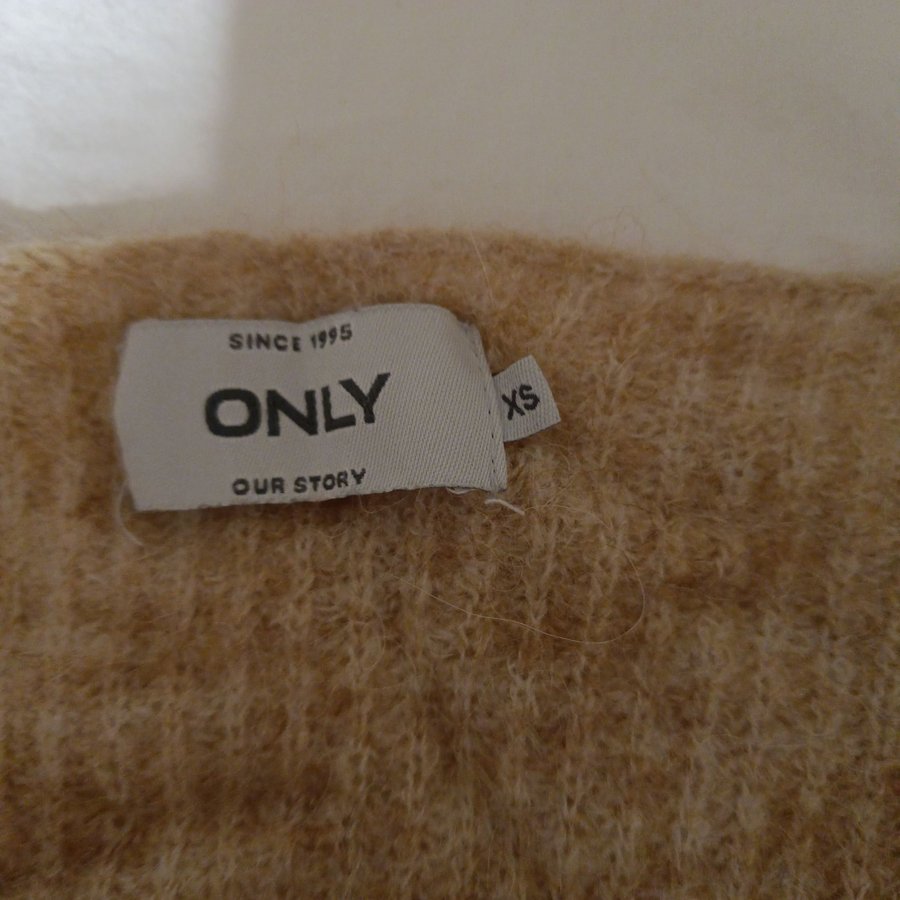 SINCE 1995
ONLY
XS
OUR STORY